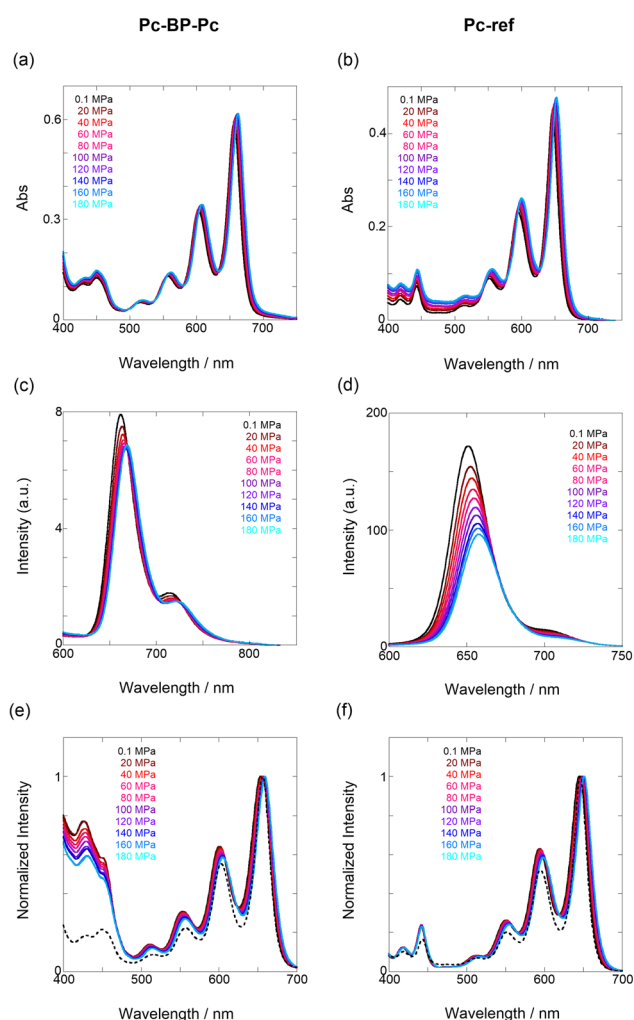 Pc-BP-Pc
Pc-ref
(a)
(b)
0.1 MPa
20 MPa
40 MPa
60 MPa
80 MPa
100 MPa
120 MPa
140 MPa
160 MPa
180 MPa
0.6
0.3
0
Abs
400 500 600 700
Wavelength / nm
0.1 MPa
20 MPa
40 MPa
60 MPa
80 MPa
100 MPa
120 MPa
140 MPa
160 MPa
180 MPa
0.4
0.2
0
Abs
400 500 600 700
Wavelength / nm
(c)
(d)
0.1 MPa
20 MPa
40 MPa
60 MPa
80 MPa
100 MPa
120 MPa
140 MPa
160 MPa
180 MPa
8
4
0
Intensity (a.u.)
600 700 800
Wavelength / nm
0.1 MPa
20 MPa
40 MPa
60 MPa
80 MPa
100 MPa
120 MPa
140 MPa
160 MPa
180 MPa
200
100
0
Intensity (a.u.)
600 650 700 750
Wavelength / nm
(e)
(f)
0.1 MPa
20 MPa
40 MPa
60 MPa
80 MPa
100 MPa
120 MPa
140 MPa
160 MPa
180 MPa
1
0
Normalized Intensity
400 500 600 700
Wavelength / nm
0.1 MPa
20 MPa
40 MPa
60 MPa
80 MPa
100 MPa
120 MPa
140 MPa
160 MPa
180 MPa
1
0
Normalized Intensity
400 500 600 700
Wavelength / nm